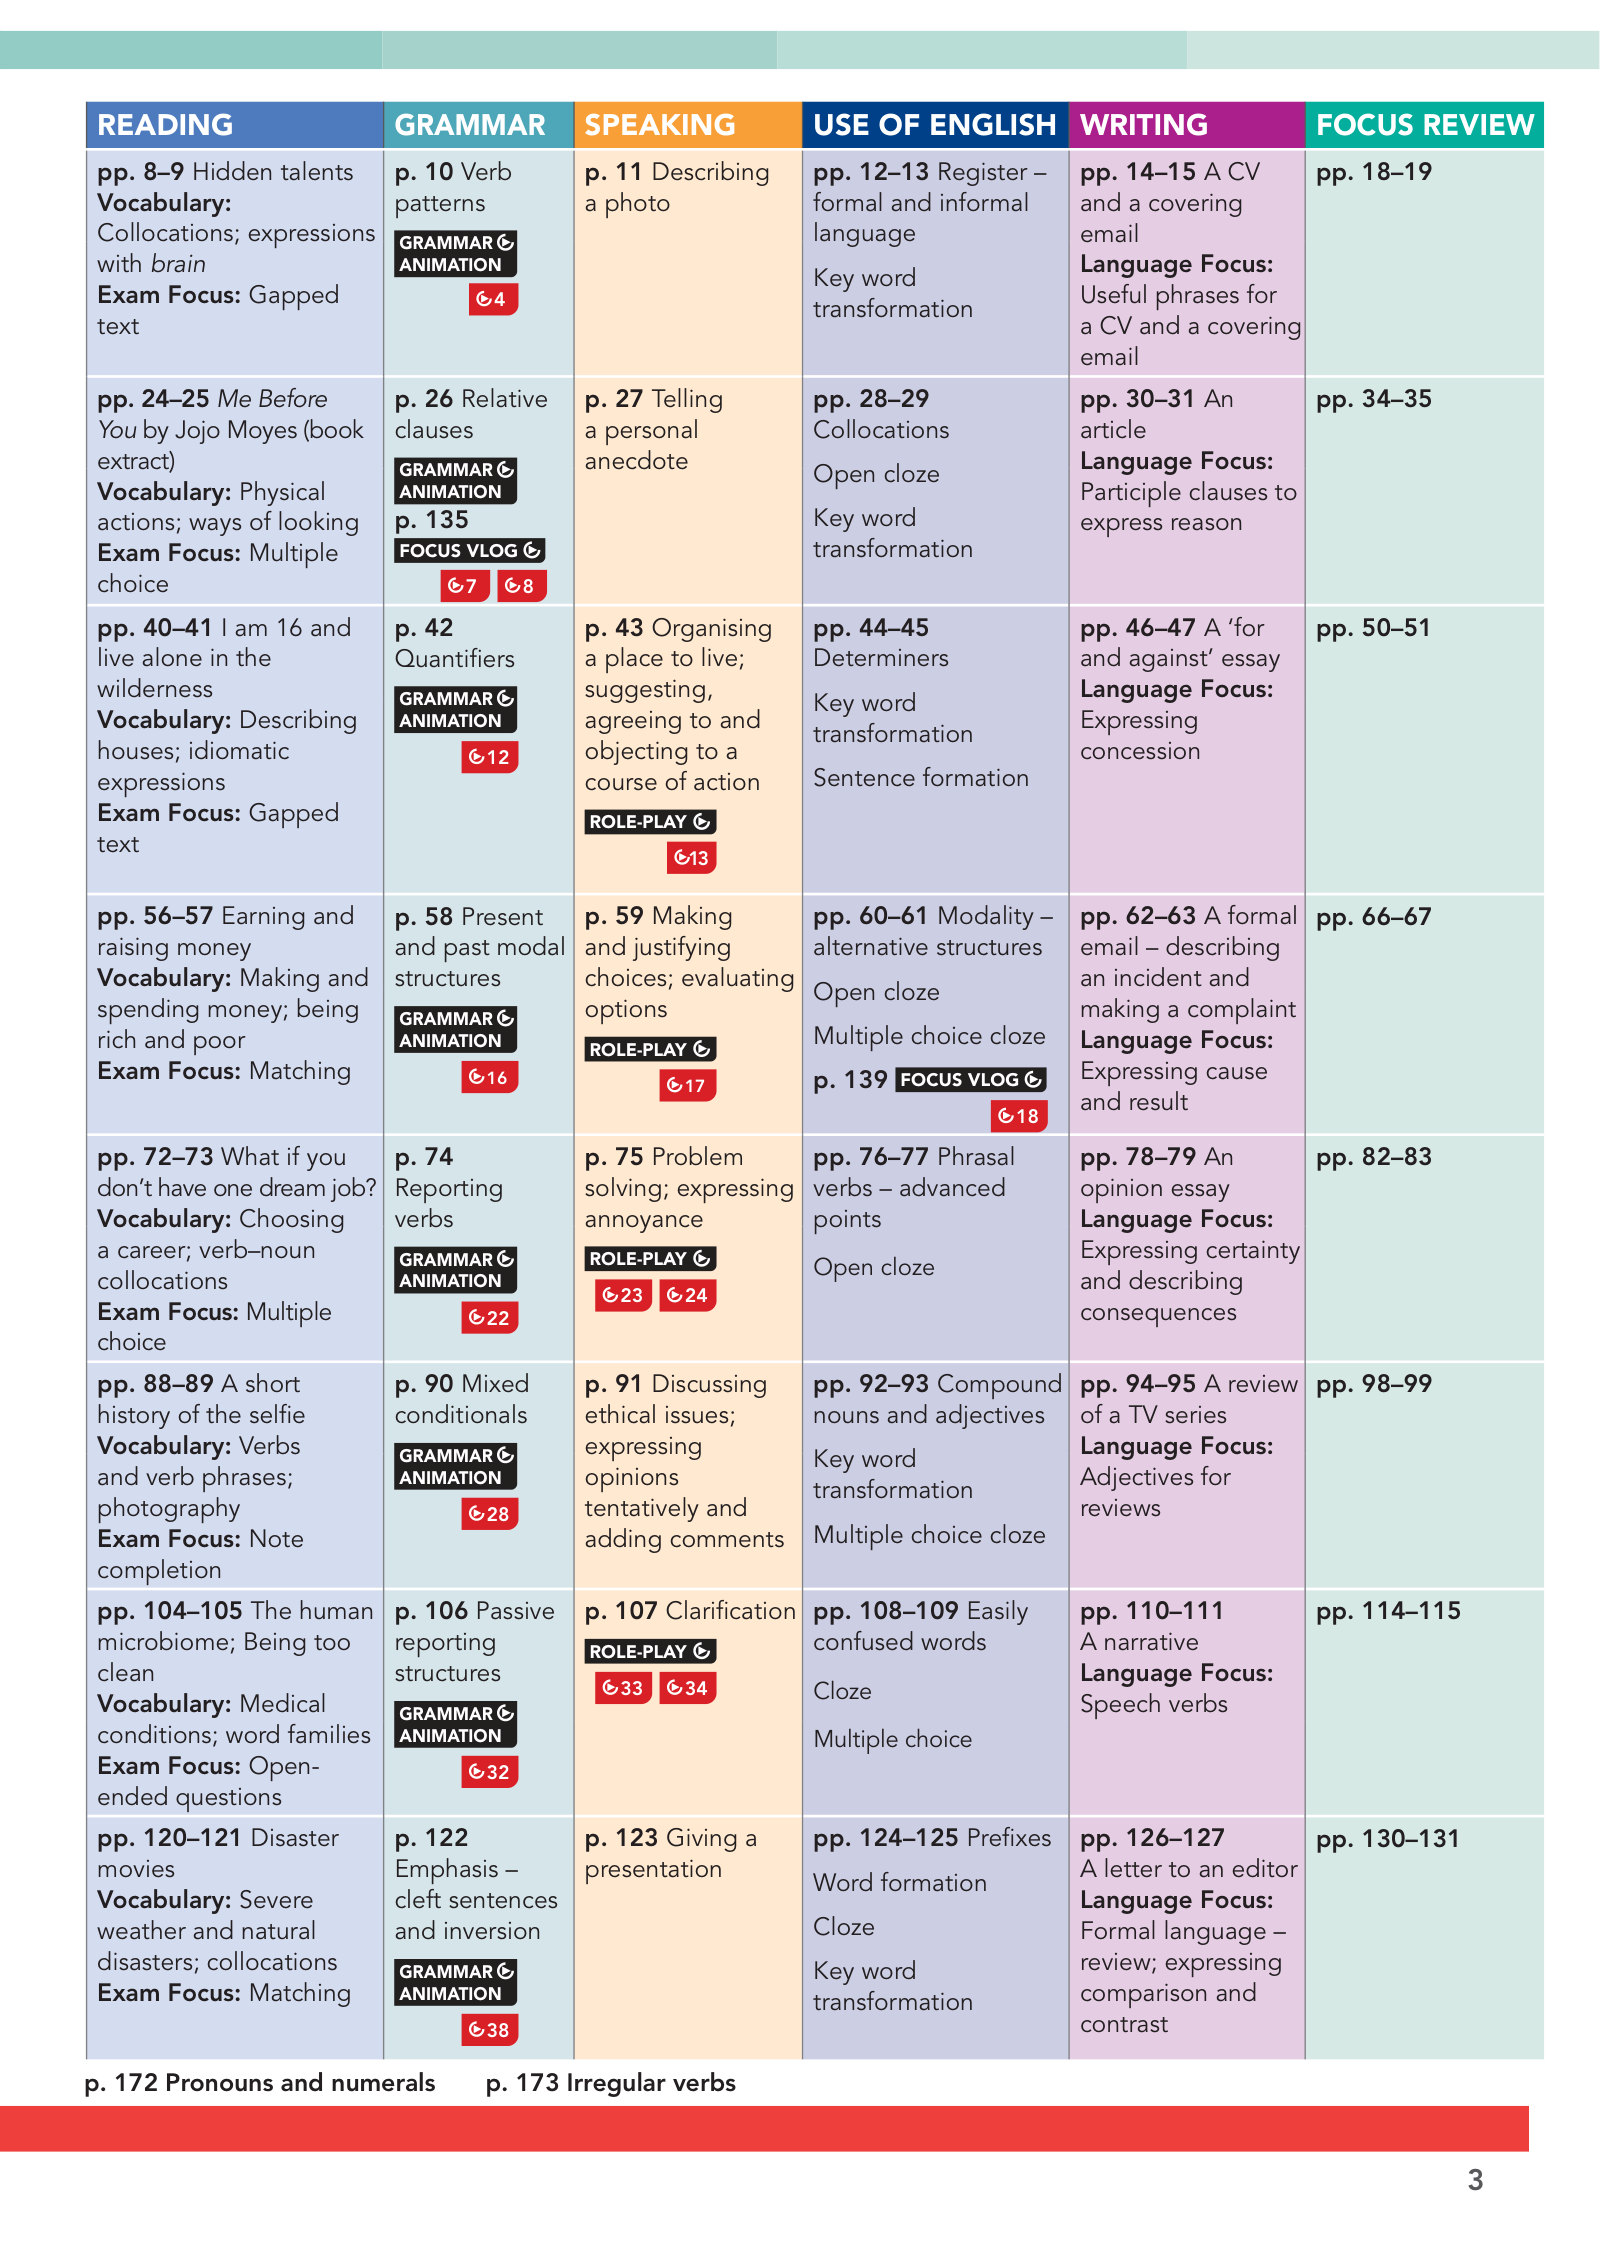 READING
GRAMMAR
SPEAKING
USE OF ENGLISH
WRITING
FOCUS REVIEW
pp. 8–9 Hidden talents
Vocabulary:
Collocations; expressions
with brain
Exam Focus: Gapped
text
p. 10 Verb
patterns
GRAMMAR
ANIMATION
4
p. 11 Describing
a photo
pp. 12–13 Register –
formal and informal
language
Key word
transformation
pp. 14–15 A CV
and a covering
email
Language Focus:
Useful phrases for
a CV and a covering
email
pp. 18–19
pp. 24–25 Me Before
You by Jojo Moyes (book
extract)
Vocabulary: Physical
actions; ways of looking
Exam Focus: Multiple
choice
p. 26 Relative
clauses
GRAMMAR
ANIMATION
p. 135
FOCUS VLOG
7 8
p. 27 Telling
a personal
anecdote
pp. 28–29
Collocations
Open cloze
Key word
transformation
pp. 30–31 An
article
Language Focus:
Participle clauses to
express reason
pp. 34–35
pp. 40–41 I am 16 and
live alone in the
wilderness
Vocabulary: Describing
houses; idiomatic
expressions
Exam Focus: Gapped
text
p. 42
Quantifiers
GRAMMAR
ANIMATION
12
p. 43 Organising
a place to live;
suggesting,
agreeing to and
objecting to a
course of action
ROLE-PLAY
13
pp. 44–45
Determiners
Key word
transformation
Sentence formation
pp. 46–47 A ‘for
and against’ essay
Language Focus:
Expressing
concession
pp. 50–51
pp. 56–57 Earning and
raising money
Vocabulary: Making and
spending money; being
rich and poor
Exam Focus: Matching
p. 58 Present
and past modal
structures
GRAMMAR
ANIMATION
16
p. 59 Making
and justifying
choices; evaluating
options
ROLE-PLAY
17
pp. 60–61 Modality –
alternative structures
Open cloze
Multiple choice cloze
p. 139 FOCUS VLOG
18
pp. 62–63 A formal
email – describing
an incident and
making a complaint
Language Focus:
Expressing cause
and result
pp. 66–67
pp. 72–73 What if you
don’t have one dream job?
Vocabulary: Choosing
a career; verb–noun
collocations
Exam Focus: Multiple
choice
p. 74
Reporting
verbs
GRAMMAR
ANIMATION
22
p. 75 Problem
solving; expressing
annoyance
ROLE-PLAY
23 24
pp. 76–77 Phrasal
verbs – advanced
points
Open cloze
pp. 78–79 An
opinion essay
Language Focus:
Expressing certainty
and describing
consequences
pp. 82–83
pp. 88–89 A short
history of the selfie
Vocabulary: Verbs
and verb phrases;
photography
Exam Focus: Note
completion
p. 90 Mixed
conditionals
GRAMMAR
ANIMATION
28
p. 91 Discussing
ethical issues;
expressing
opinions
tentatively and
adding comments
pp. 92–93 Compound
nouns and adjectives
Key word
transformation
Multiple choice cloze
pp. 94–95 A review
of a TV series
Language Focus:
Adjectives for
reviews
pp. 98–99
pp. 104–105 The human
microbiome; Being too
clean
Vocabulary: Medical
conditions; word families
Exam Focus: Open-
ended questions
p. 106 Passive
reporting
structures
GRAMMAR
ANIMATION
32
p. 107 Clarification
ROLE-PLAY
33 34
pp. 108–109 Easily
confused words
Cloze
Multiple choice
pp. 110–111
A narrative
Language Focus:
Speech verbs
pp. 114–115
pp. 120–121 Disaster
movies
Vocabulary: Severe
weather and natural
disasters; collocations
Exam Focus: Matching
p. 122
Emphasis –
cleft sentences
and inversion
GRAMMAR
ANIMATION
38
p. 123 Giving a
presentation
pp. 124–125 Prefixes
Word formation
Cloze
Key word
transformation
pp. 126–127
A letter to an editor
Language Focus:
Formal language –
review; expressing
comparison and
contrast
pp. 130–131
p. 172 Pronouns and numerals
p. 173 Irregular verbs
3